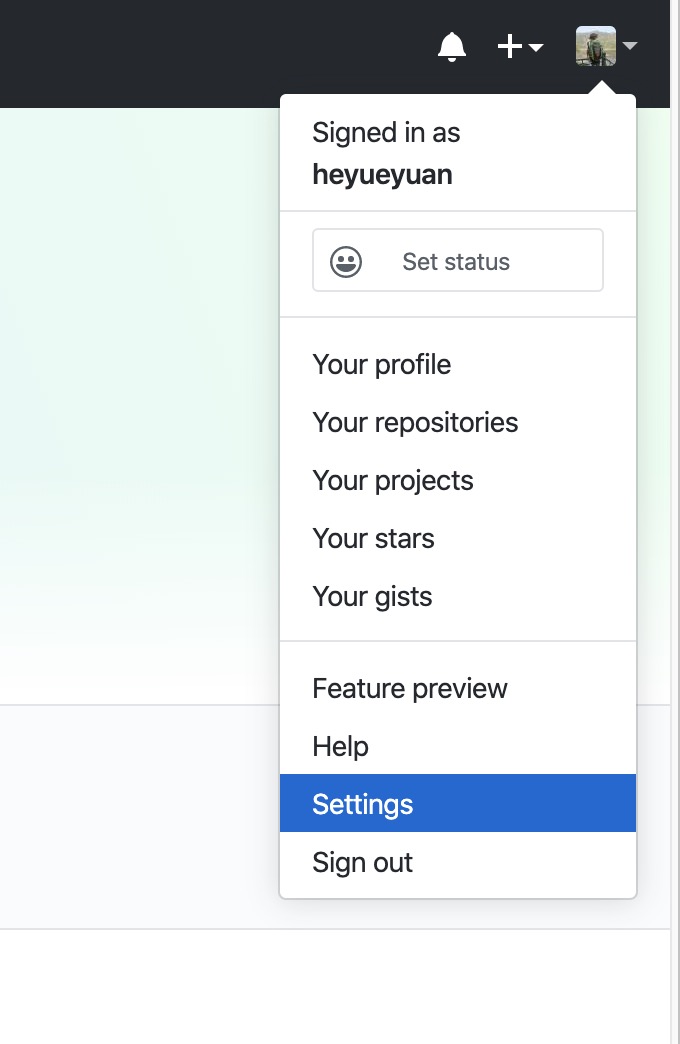 Signed in as
heyueyuan
Set status
Your profile
Your repositories
Your projects
Your stars
Your gists
Feature preview
Help
Settings
Sign out